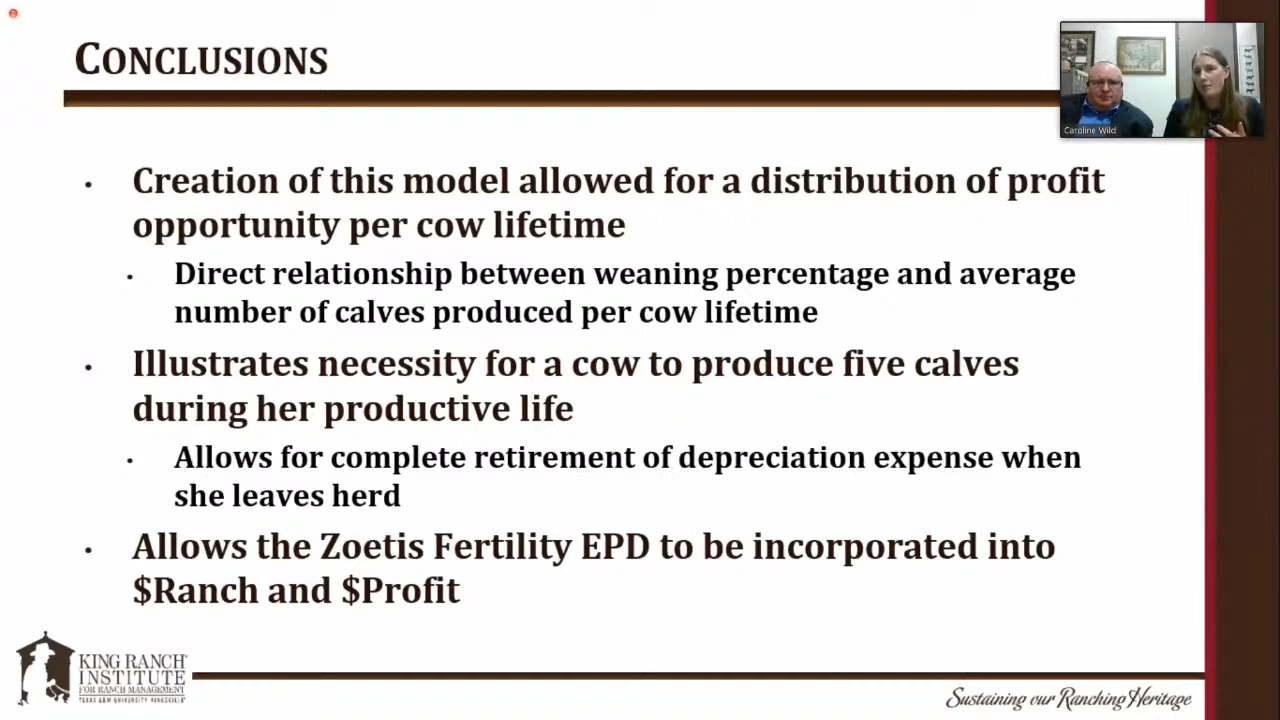 CONCLUSIONS
Caroline Wild
• Creation of this model allowed for a distribution of profit
opportunity per cow lifetime
• Direct relationship between weaning percentage and average
number of calves produced per cow lifetime
• Illustrates necessity for a cow to produce five calves
during her productive life
• Allows for complete retirement of depreciation expense when
she leaves herd
• Allows the Zoetis Fertility EPD to be incorporated into
$Ranch and $Profit
KING RANCH
INSTITUTE
FOR RANCH MANAGEMENT
TEXAS A&M UNIVERSITY-KINGSVILLE
Sustaining our Ranching Heritage